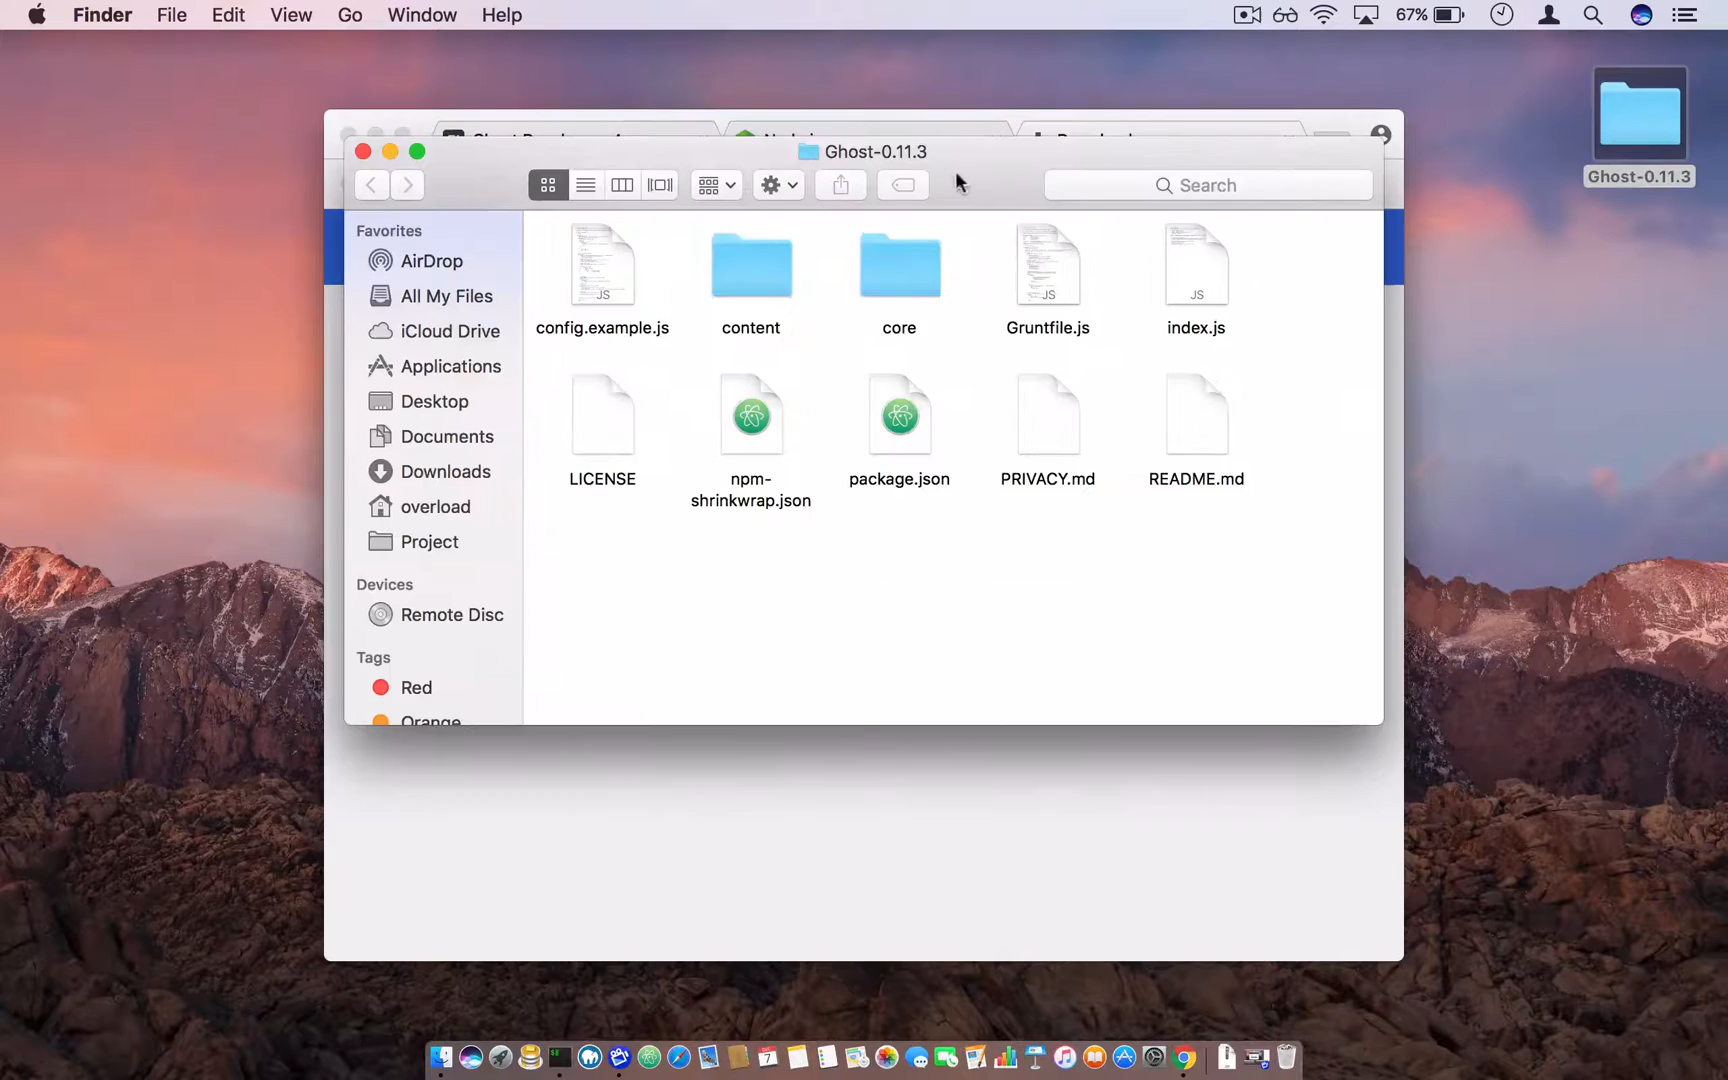 Finder File Edit View Go Window Help 67%
Ghost-0.11.3
Search
Ghost-0.11.3
Favorites
AirDrop
All My Files
iCloud Drive
Applications
Desktop
Documents
Downloads
overload
Project
Devices
Remote Disc
Tags
Red
Orange
config.example.js
content
core
Gruntfile.js
index.js
LICENSE
npm-
shrinkwrap.json
package.json
PRIVACY.md
README.md
JS
JS
JS
7